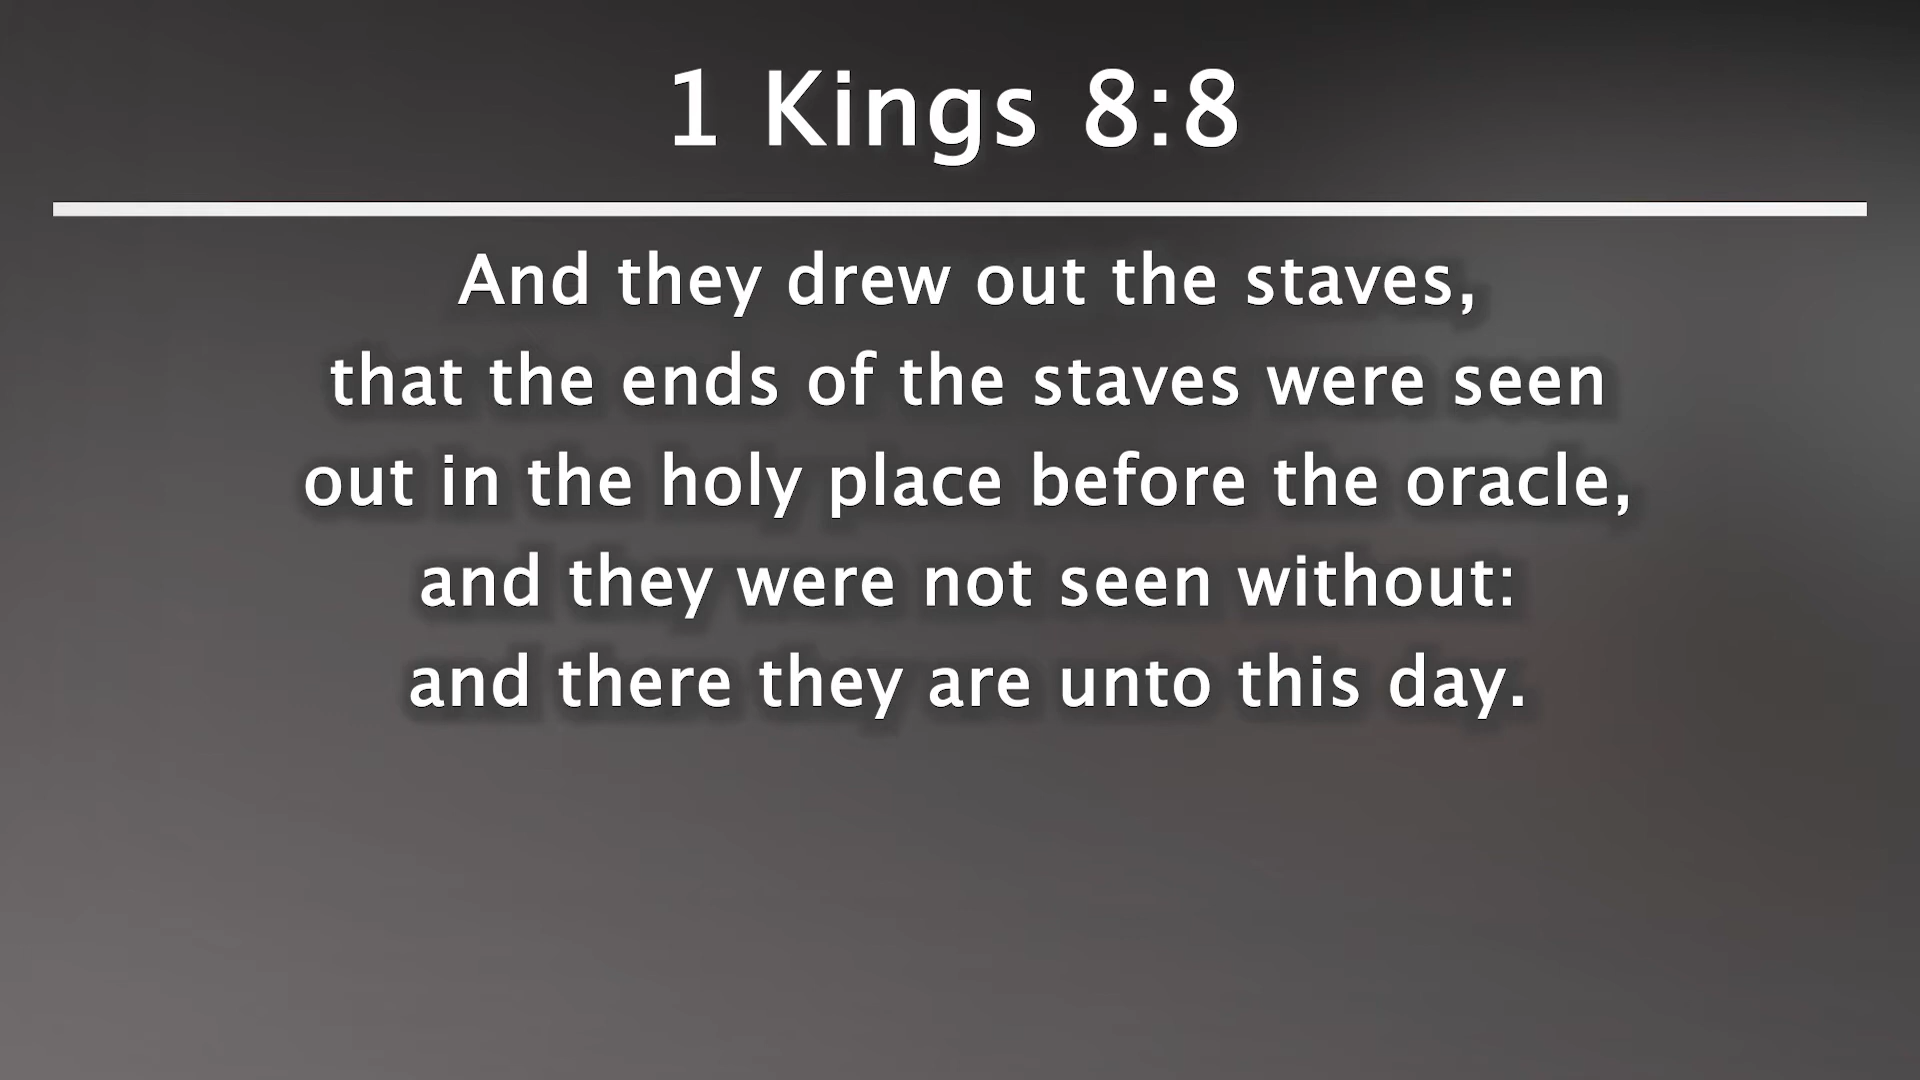 1 Kings 8:8
And they drew out the staves,
that the ends of the staves were seen
out in the holy place before the oracle,
and they were not seen without:
and there they are unto this day.